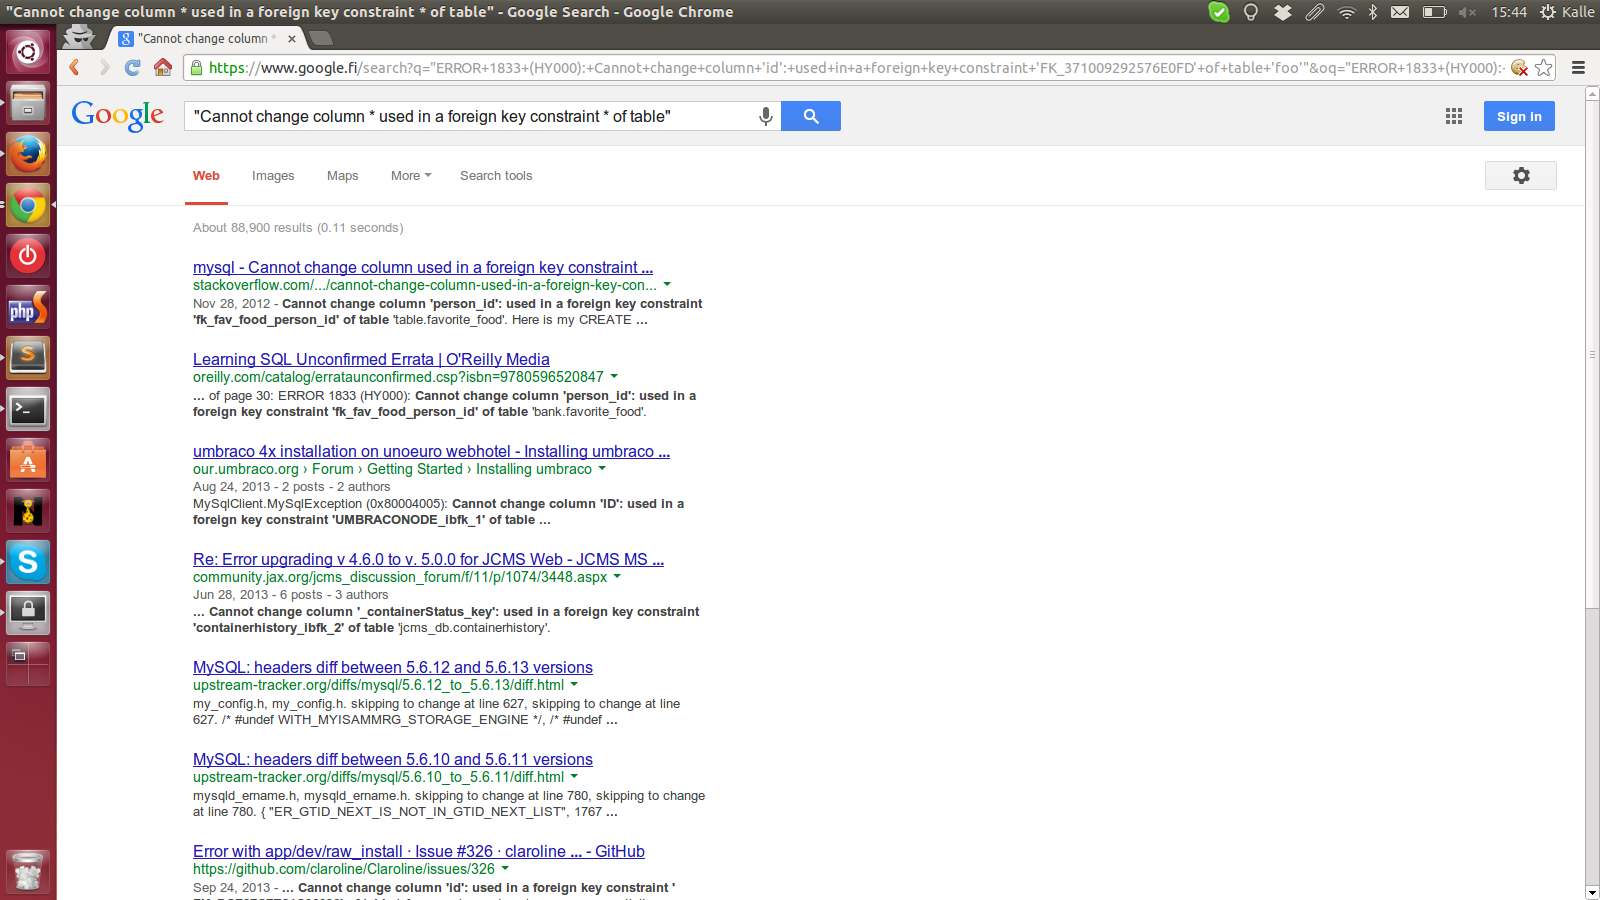 "Cannot change column * used in a foreign key constraint * of table" - Google Search - Google Chrome
15:44 Kalle
"Cannot change column *
https://www.google.fi/search?q="ERROR+1833+(HY000):+Cannot+change+column+'id':+used+in+a+foreign+key+constraint+'FK_371009292576E0FD'+of+table+'foo'"&oq="ERROR+1833+(HY000):+
Google
"Cannot change column * used in a foreign key constraint * of table"
Sign in
Web Images Maps More Search tools
About 88,900 results (0.11 seconds)
mysql - Cannot change column used in a foreign key constraint ...
stackoverflow.com/.../cannot-change-column-used-in-a-foreign-key-con...
Nov 28, 2012 - Cannot change column 'person_id': used in a foreign key constraint
'fk_fav_food_person_id' of table 'table.favorite_food'. Here is my CREATE ...
Learning SQL Unconfirmed Errata | O'Reilly Media
oreilly.com/catalog/errataunconfirmed.csp?isbn=9780596520847
... of page 30: ERROR 1833 (HY000): Cannot change column 'person_id': used in a
foreign key constraint 'fk_fav_food_person_id' of table 'bank.favorite_food'.
umbraco 4x installation on unoeuro webhotel - Installing umbraco ...
our.umbraco.org › Forum › Getting Started › Installing umbraco
Aug 24, 2013 - 2 posts - 2 authors
MySqlClient.MySqlException (0x80004005): Cannot change column 'ID': used in a
foreign key constraint 'UMBRACONODE_ibfk_1' of table ...
Re: Error upgrading v 4.6.0 to v. 5.0.0 for JCMS Web - JCMS MS ...
community.jax.org/jcms_discussion_forum/f/11/p/1074/3448.aspx
Jun 28, 2013 - 6 posts - 3 authors
... Cannot change column '_containerStatus_key': used in a foreign key constraint
'containerhistory_ibfk_2' of table 'jcms_db.containerhistory'.
MySQL: headers diff between 5.6.12 and 5.6.13 versions
upstream-tracker.org/diffs/mysql/5.6.12_to_5.6.13/diff.html
my_config.h, my_config.h. skipping to change at line 627, skipping to change at line
627. /* #undef WITH_MYISAMMRG_STORAGE_ENGINE */, /* #undef ...
MySQL: headers diff between 5.6.10 and 5.6.11 versions
upstream-tracker.org/diffs/mysql/5.6.10_to_5.6.11/diff.html
mysqld_ername.h, mysqld_ername.h. skipping to change at line 780, skipping to change
at line 780. { "ER_GTID_NEXT_IS_NOT_IN_GTID_NEXT_LIST", 1767 ...
Error with app/dev/raw_install · Issue #326 · claroline ... - GitHub
https://github.com/claroline/Claroline/issues/326
Sep 24, 2013 - ... Cannot change column 'id': used in a foreign key constraint '
php